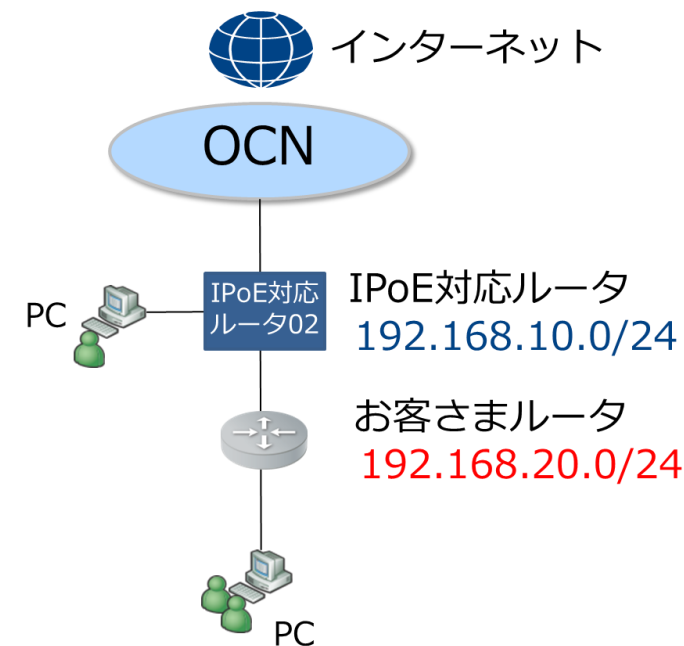 インターネット
OCN
PC
IPoE対応
ルータ02
IPoE対応ルータ
192.168.10.0/24
お客さまルータ
192.168.20.0/24
PC